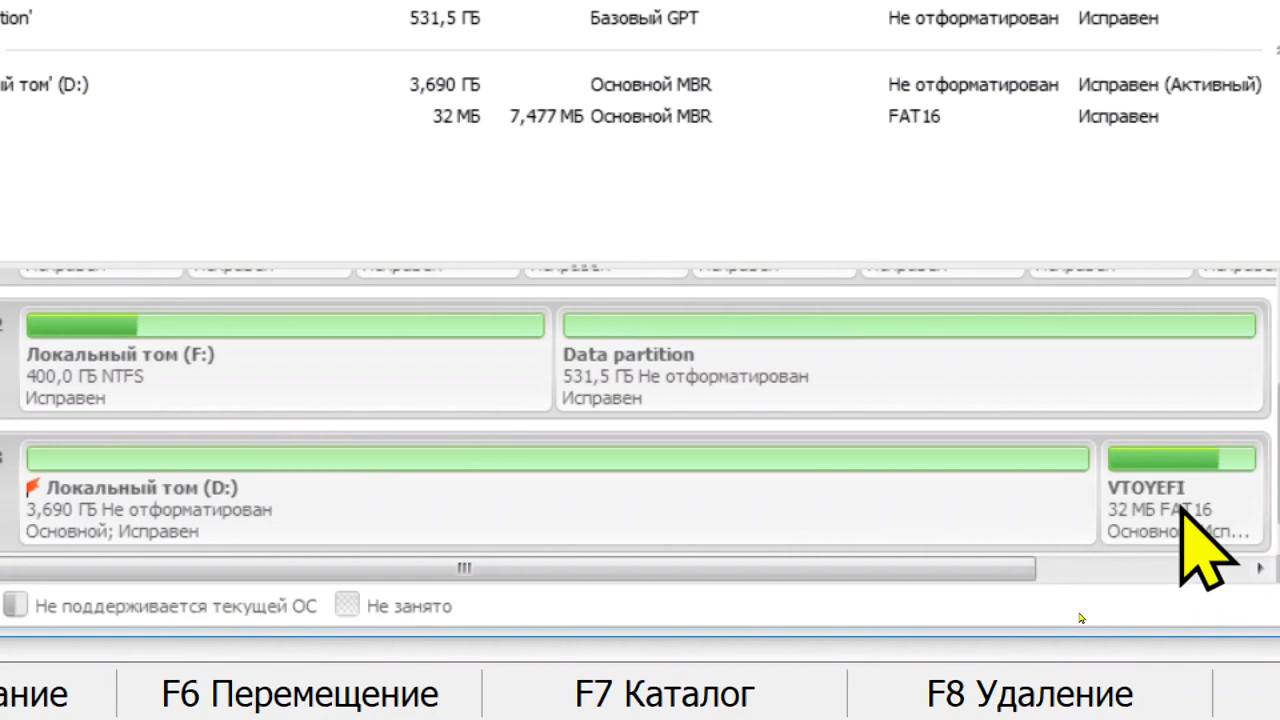 tion' 531,5 ГБ Базовый GPT Не отформатирован Исправен
й том' (D:) 3,690 ГБ Основной MBR Не отформатирован Исправен (Активный)
32 МБ 7,477 МБ Основной MBR FAT16 Исправен
2
Локальный том (F:) Data partition
400,0 ГБ NTFS 531,5 ГБ Не отформатирован
Исправен Исправен
Локальный том (D:) VTOYEFI
3,690 ГБ Не отформатирован 32 МБ FAT16
Основной; Исправен
Не поддерживается текущей ОС Не занято
ание F6 Перемещение F7 Каталог F8 Удаление